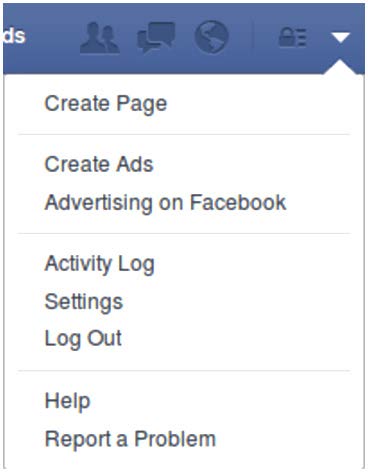 ds
Create Page
Create Ads
Advertising on Facebook
Activity Log
Settings
Log Out
Help
Report a Problem